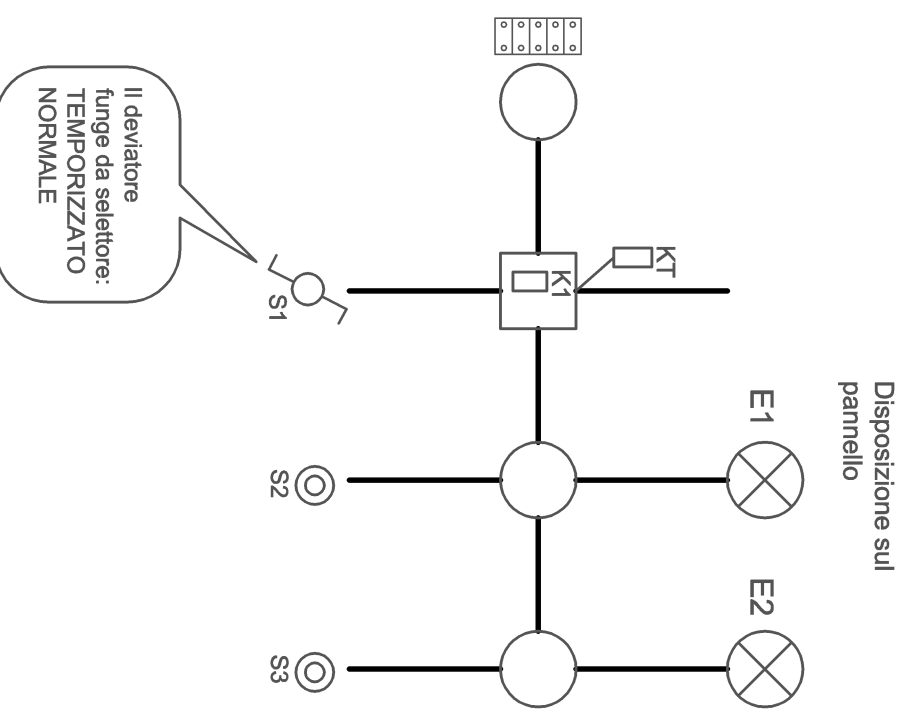 Disposizione sul
pannello
E1
E2
KT
K1
S1
S2
S3
Il deviatore
funge da selettore:
TEMPORIZZATO
NORMALE